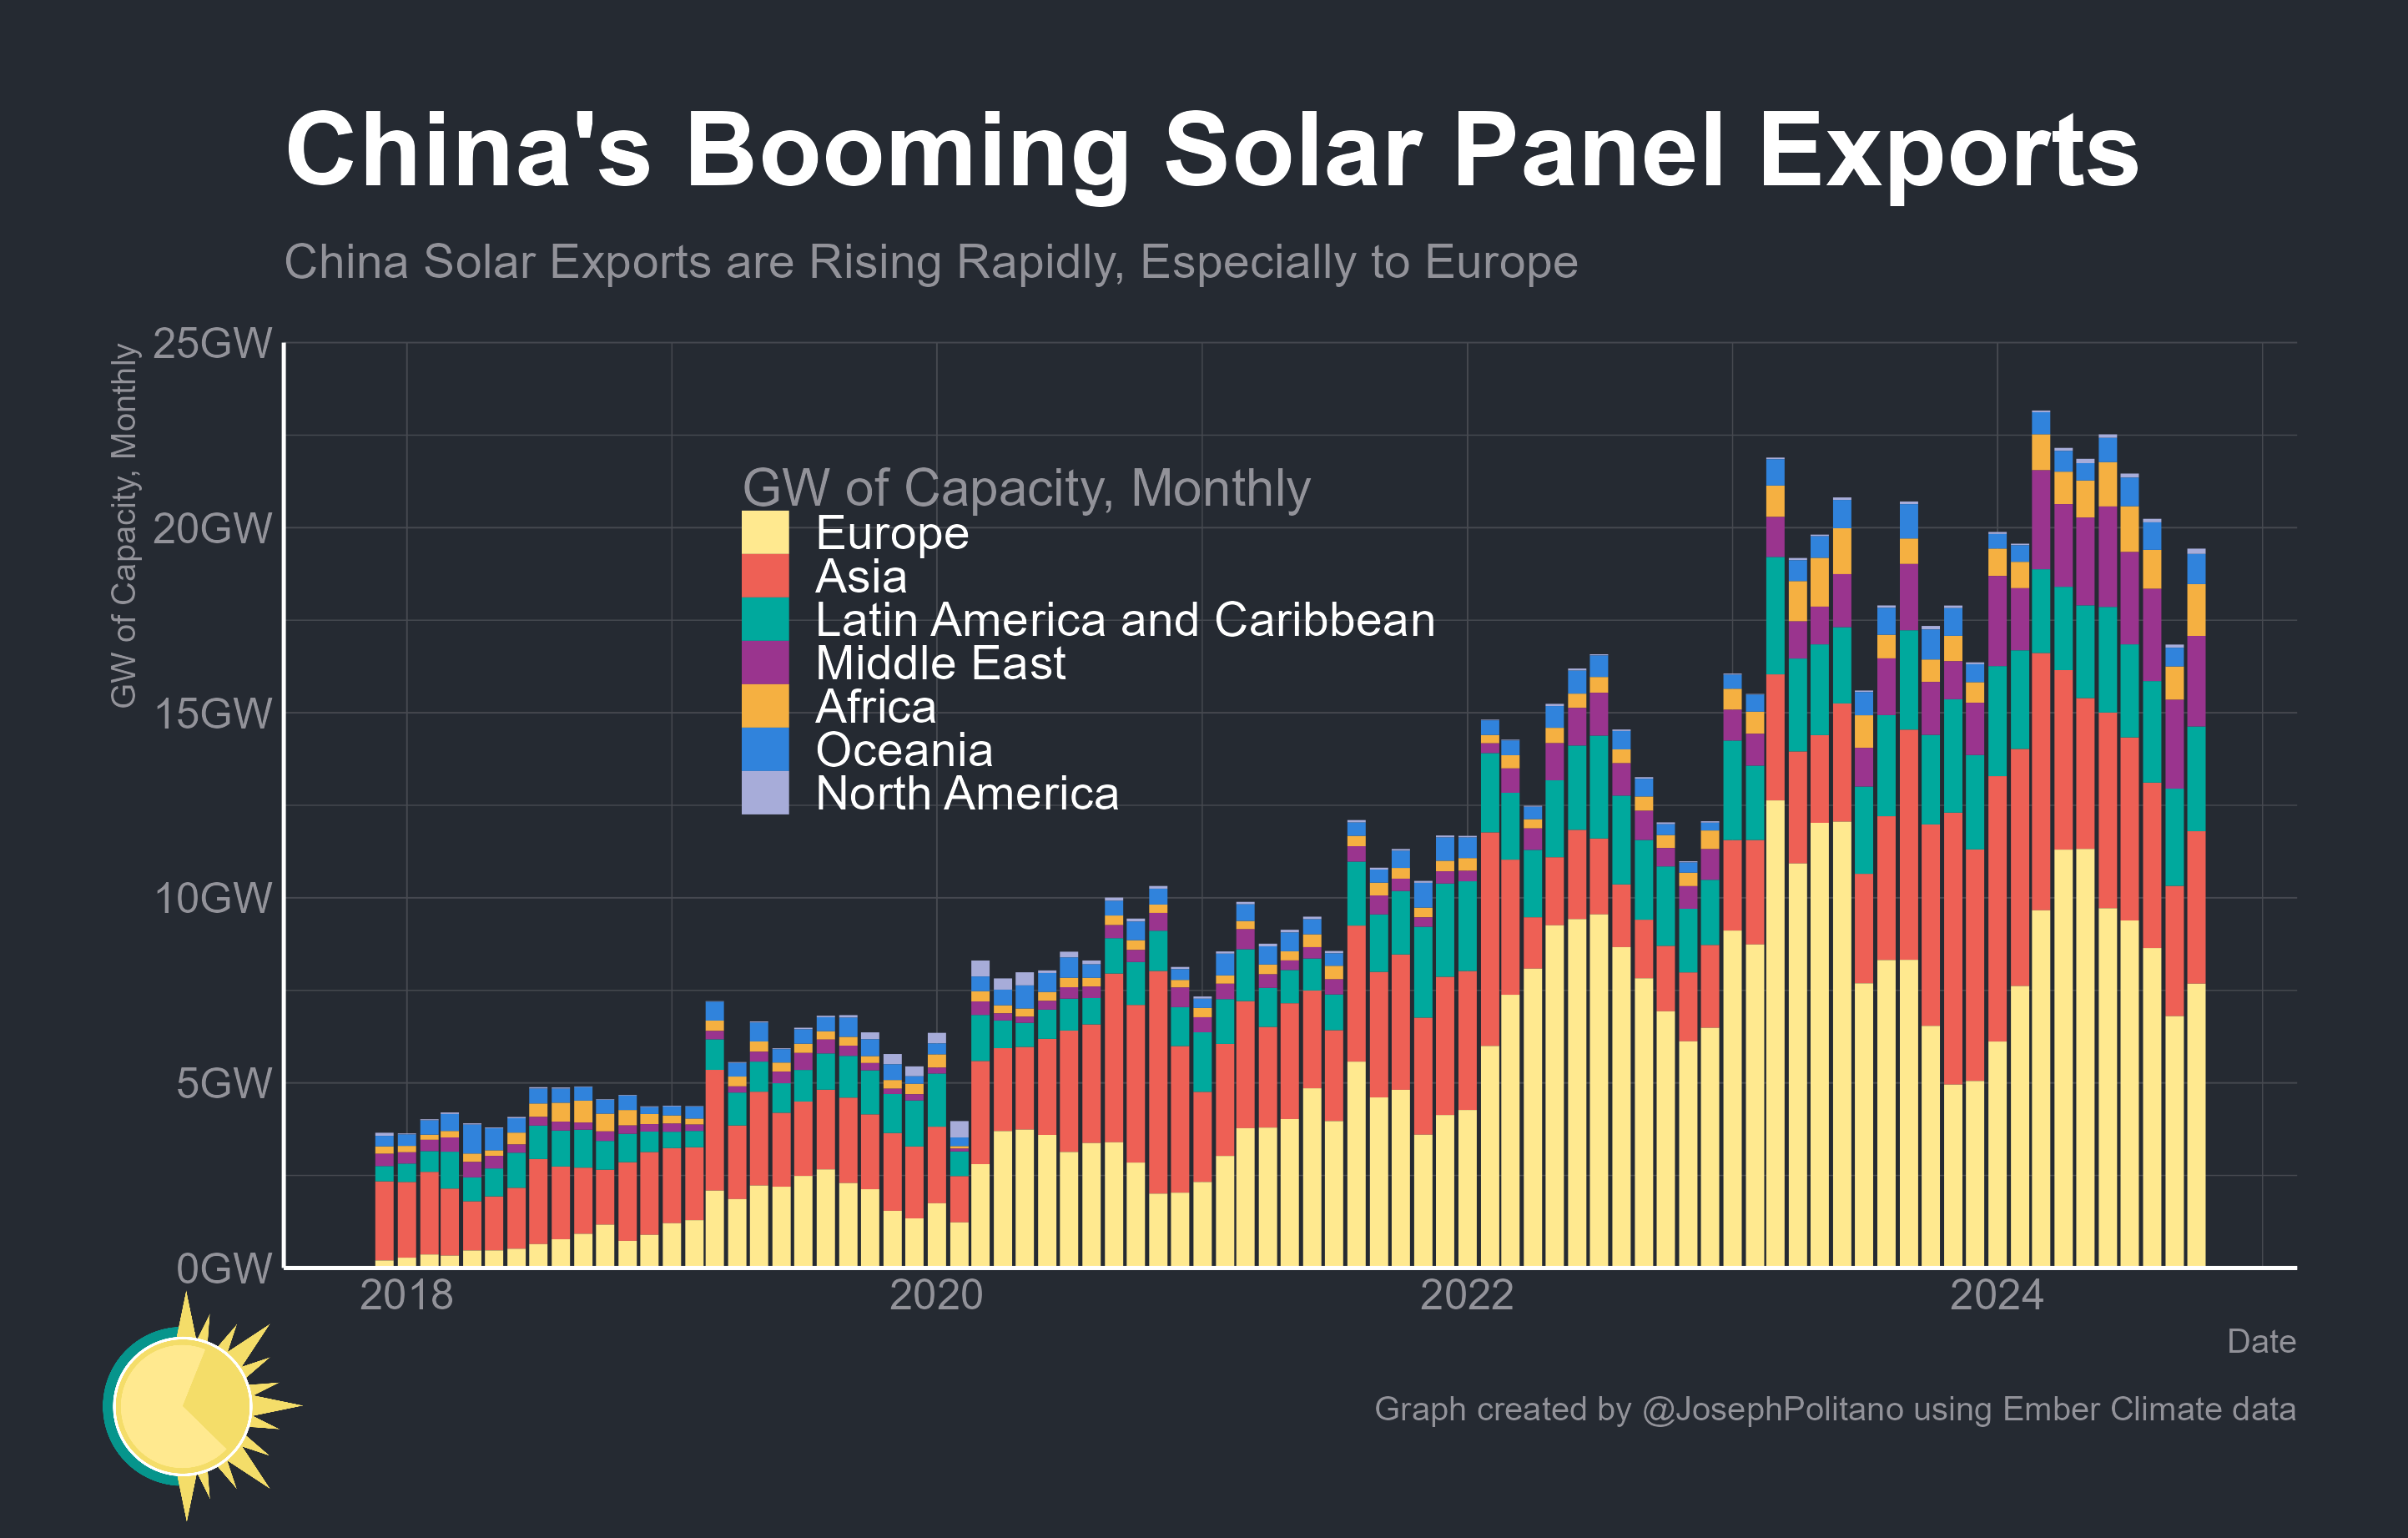 China's Booming Solar Panel Exports
China Solar Exports are Rising Rapidly, Especially to Europe
GW of Capacity, Monthly
25GW
20GW
15GW
10GW
5GW
0GW
GW of Capacity, Monthly
Europe
Asia
Latin America and Caribbean
Middle East
Africa
Oceania
North America
2018
2020
2022
2024
Date
Graph created by @JosephPolitano using Ember Climate data